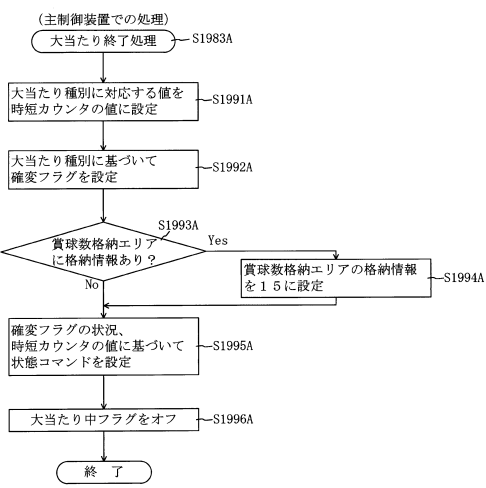 (主制御装置での処理)
大当たり終了処理
S1983A
大当たり種別に対応する値を
時短カウンタの値に設定
S1991A
大当たり種別に基づいて
確変フラグを設定
S1992A
S1993A
賞球数格納エリア
に格納情報あり？
Yes
No
賞球数格納エリアの格納情報
を１５に設定
S1994A
確変フラグの状況、
時短カウンタの値に基づいて
状態コマンドを設定
S1995A
大当たり中フラグをオフ
S1996A
終 了